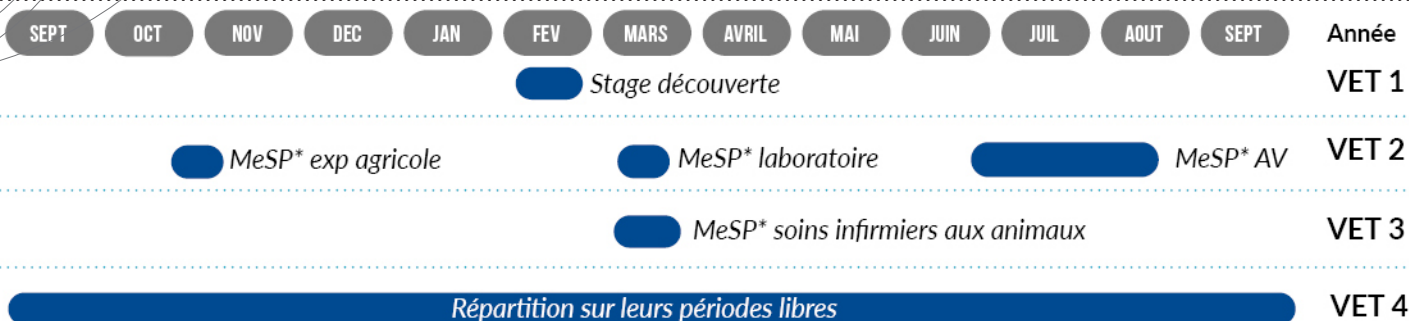 SEPT OCT NOV DEC JAN FEV MARS AVRIL MAI JUIN JUIL AOUT SEPT Année
Stage découverte VET 1
MeSP* exp agricole MeSP* laboratoire MeSP* AV VET 2
MeSP* soins infirmiers aux animaux VET 3
Répartition sur leurs périodes libres VET 4